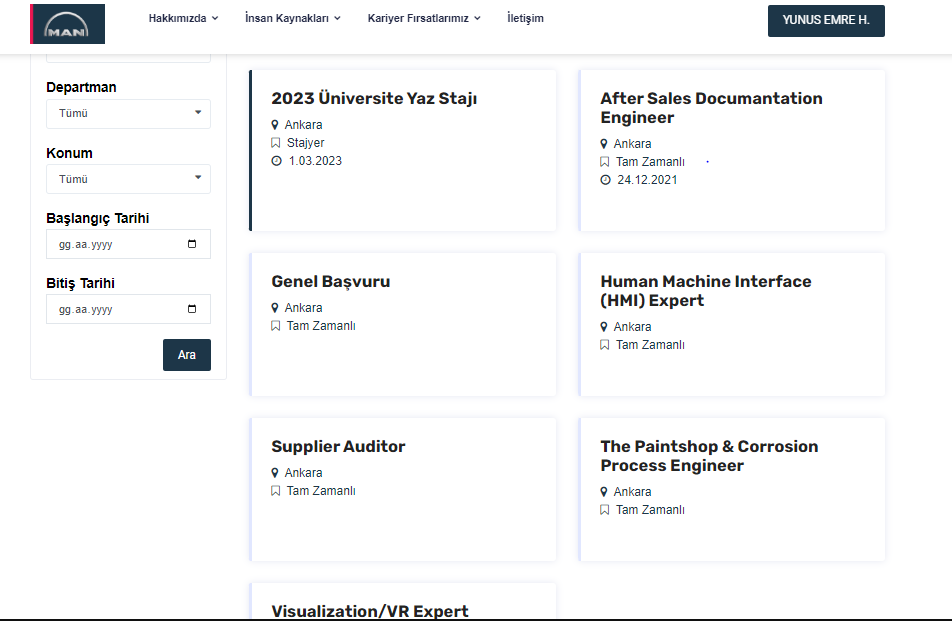 MAN
Hakkımızda
İnsan Kaynakları
Kariyer Fırsatlarımız
İletişim
YUNUS EMRE H.
Departman
Tümü
Konum
Tümü
Başlangıç Tarihi
gg.aa.yyyy
Bitiş Tarihi
gg.aa.yyyy
Ara
2023 Üniversite Yaz Stajı
Ankara
Stajyer
1.03.2023
After Sales Documantation
Engineer
Ankara
Tam Zamanlı
24.12.2021
Genel Başvuru
Ankara
Tam Zamanlı
Human Machine Interface
(HMI) Expert
Ankara
Tam Zamanlı
Supplier Auditor
Ankara
Tam Zamanlı
The Paintshop & Corrosion
Process Engineer
Ankara
Tam Zamanlı
Visualization/VR Expert